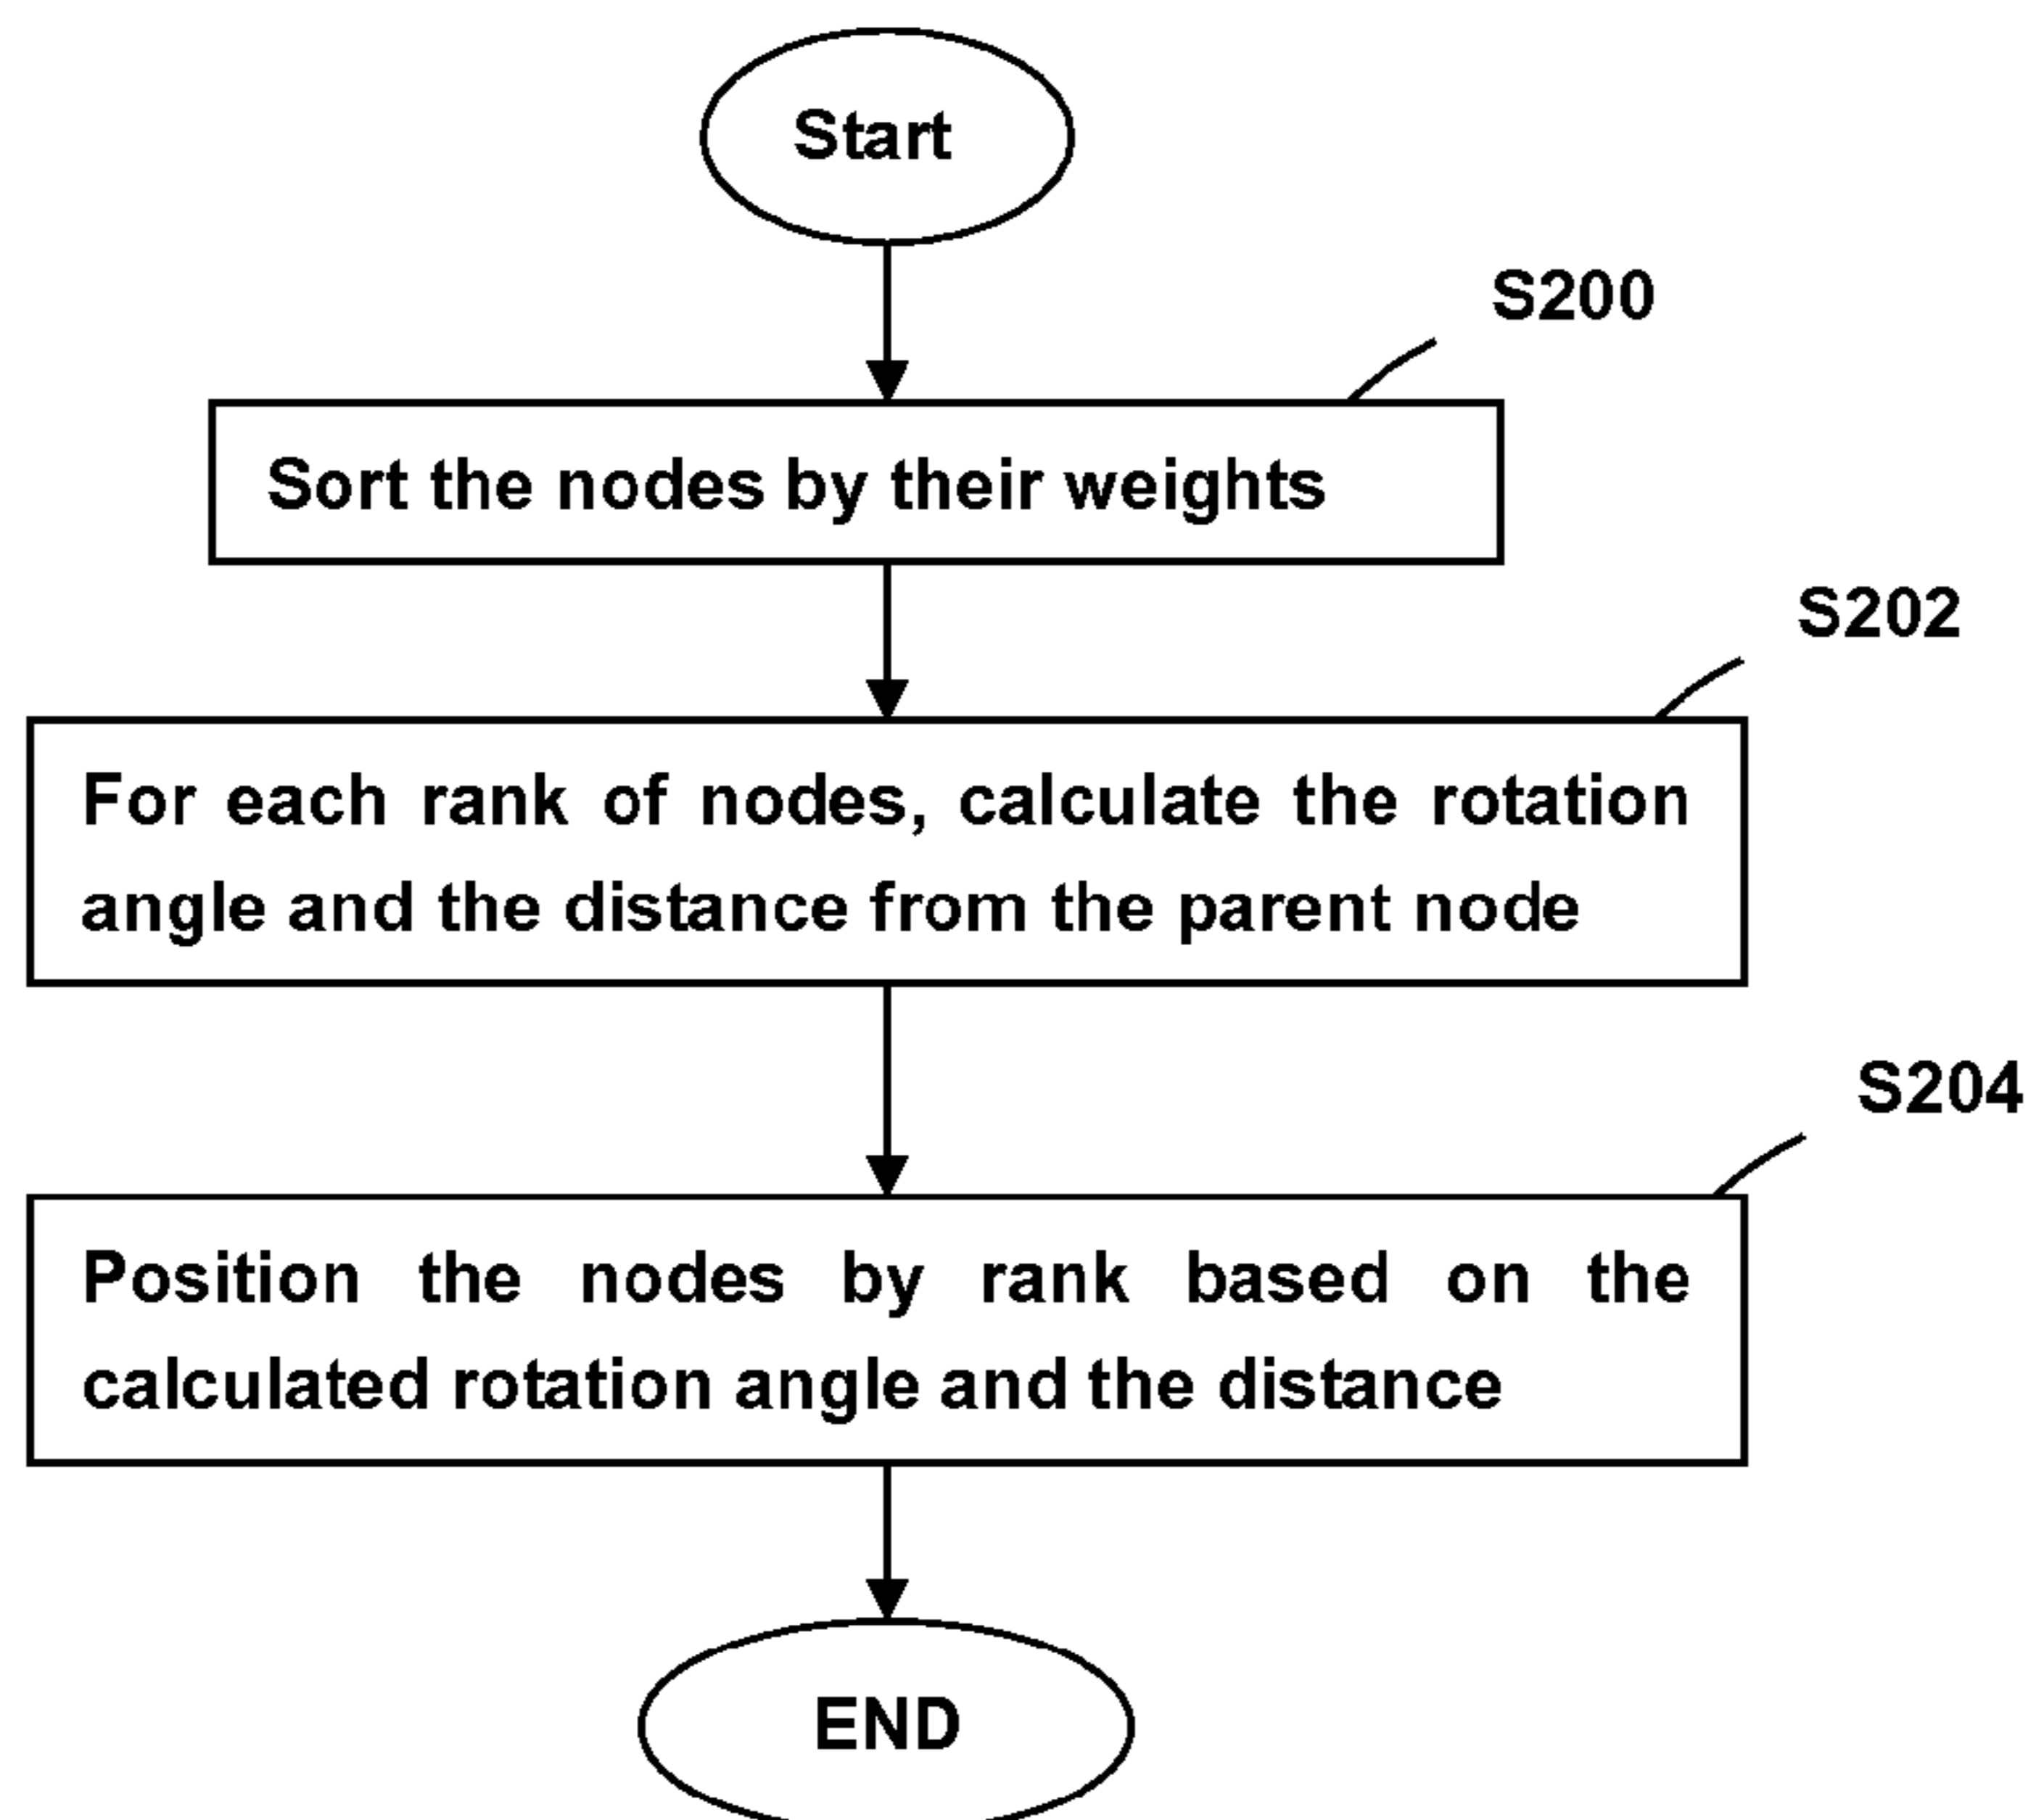 Start
S200
Sort the nodes by their weights
S202
For each rank of nodes, calculate the rotation
angle and the distance from the parent node
S204
Position the nodes by rank based on the
calculated rotation angle and the distance
END